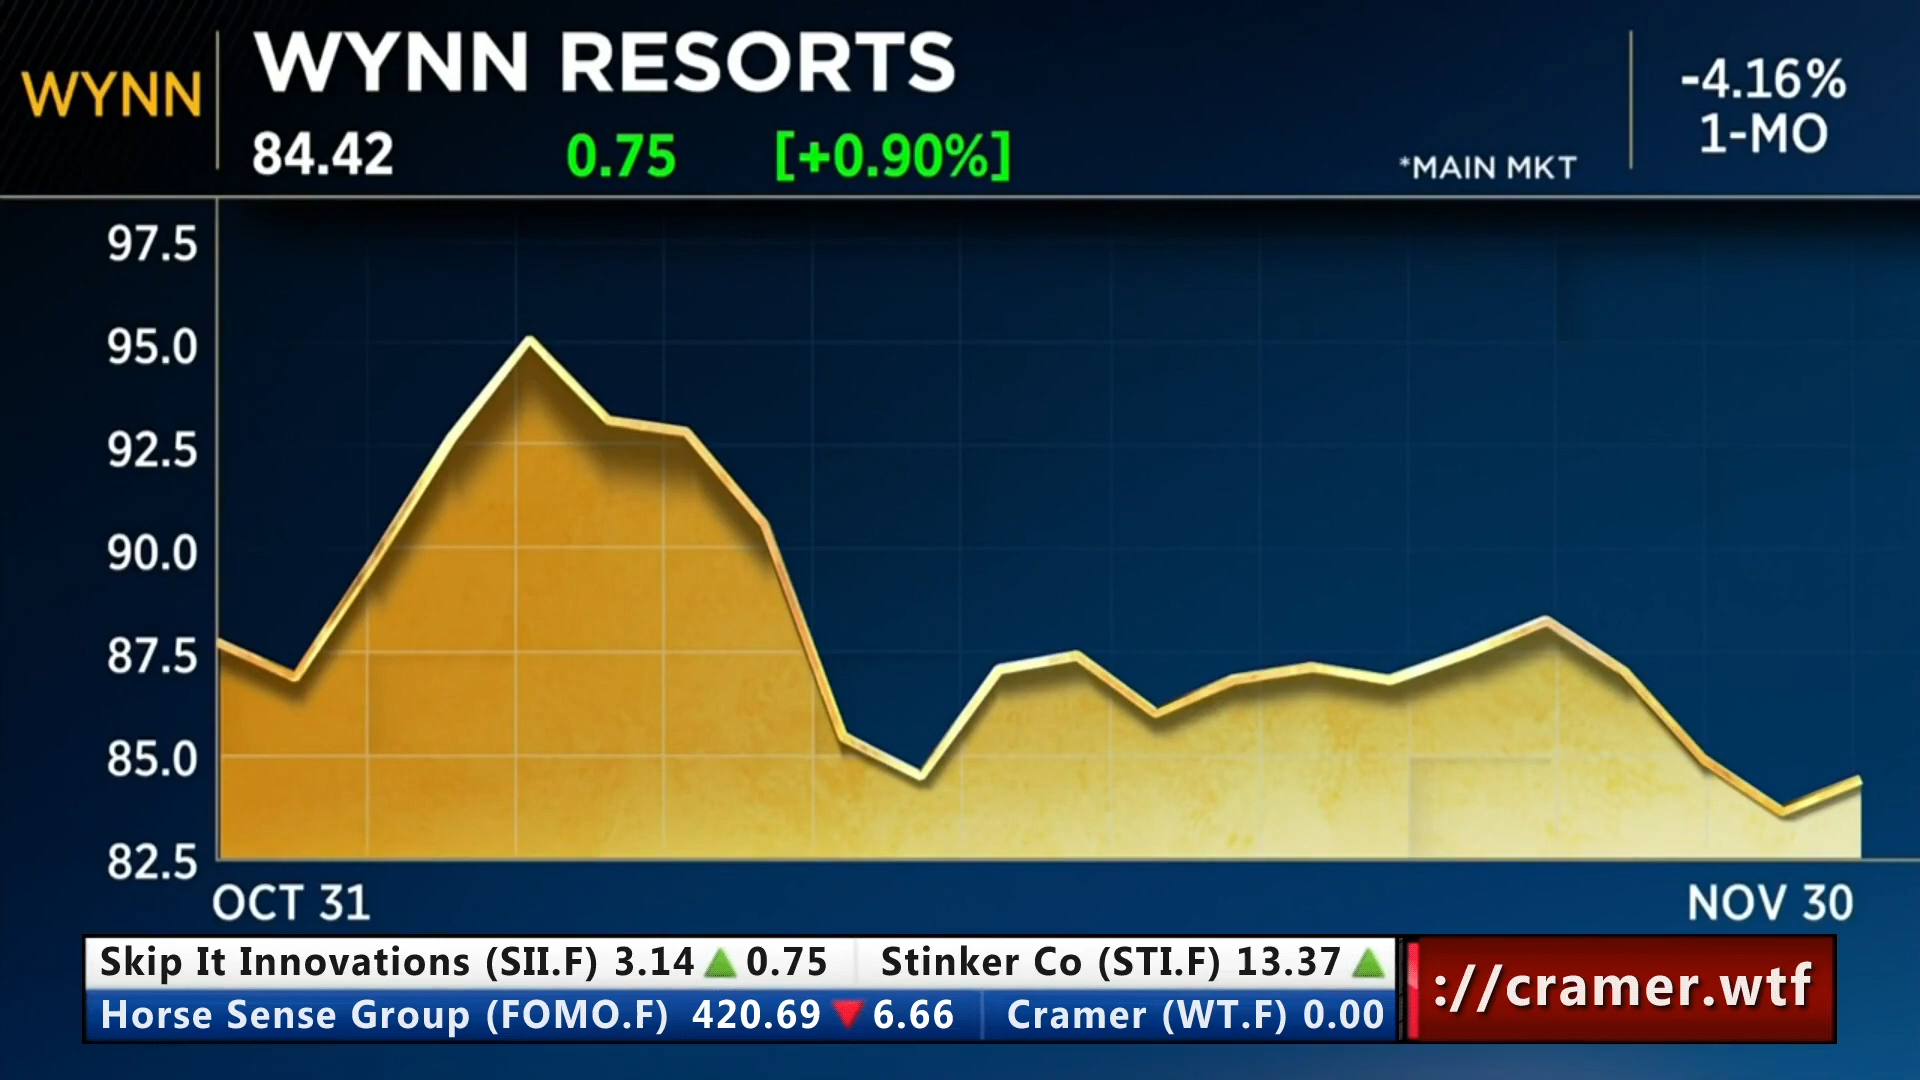 WYNN
WYNN RESORTS
84.42 0.75 [+0.90%]
*MAIN MKT
-4.16%
1-MO
97.5
95.0
92.5
90.0
87.5
85.0
82.5
OCT 31 NOV 30
Skip It Innovations (SII.F) 3.14 ▲ 0.75 Stinker Co (STI.F) 13.37 ▲
Horse Sense Group (FOMO.F) 420.69 ▼ 6.66 Cramer (WT.F) 0.00
://cramer.wtf